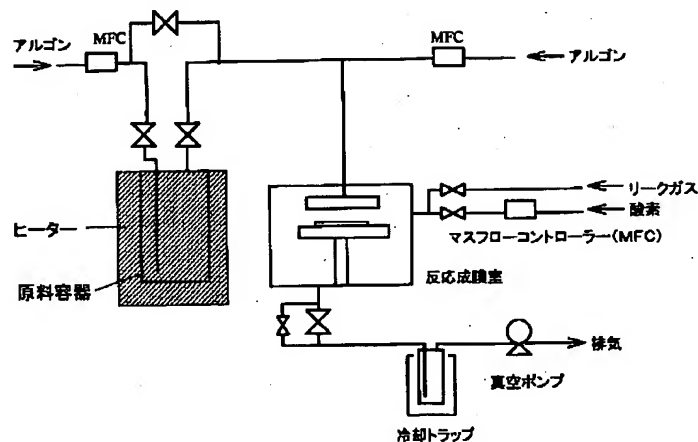 MFC
アルゴン
MFC
アルゴン
リークガス
酸素
マスフローコントローラー(MFC)
ヒーター
原料容器
反応成膜室
排気
真空ポンプ
冷却トラップ